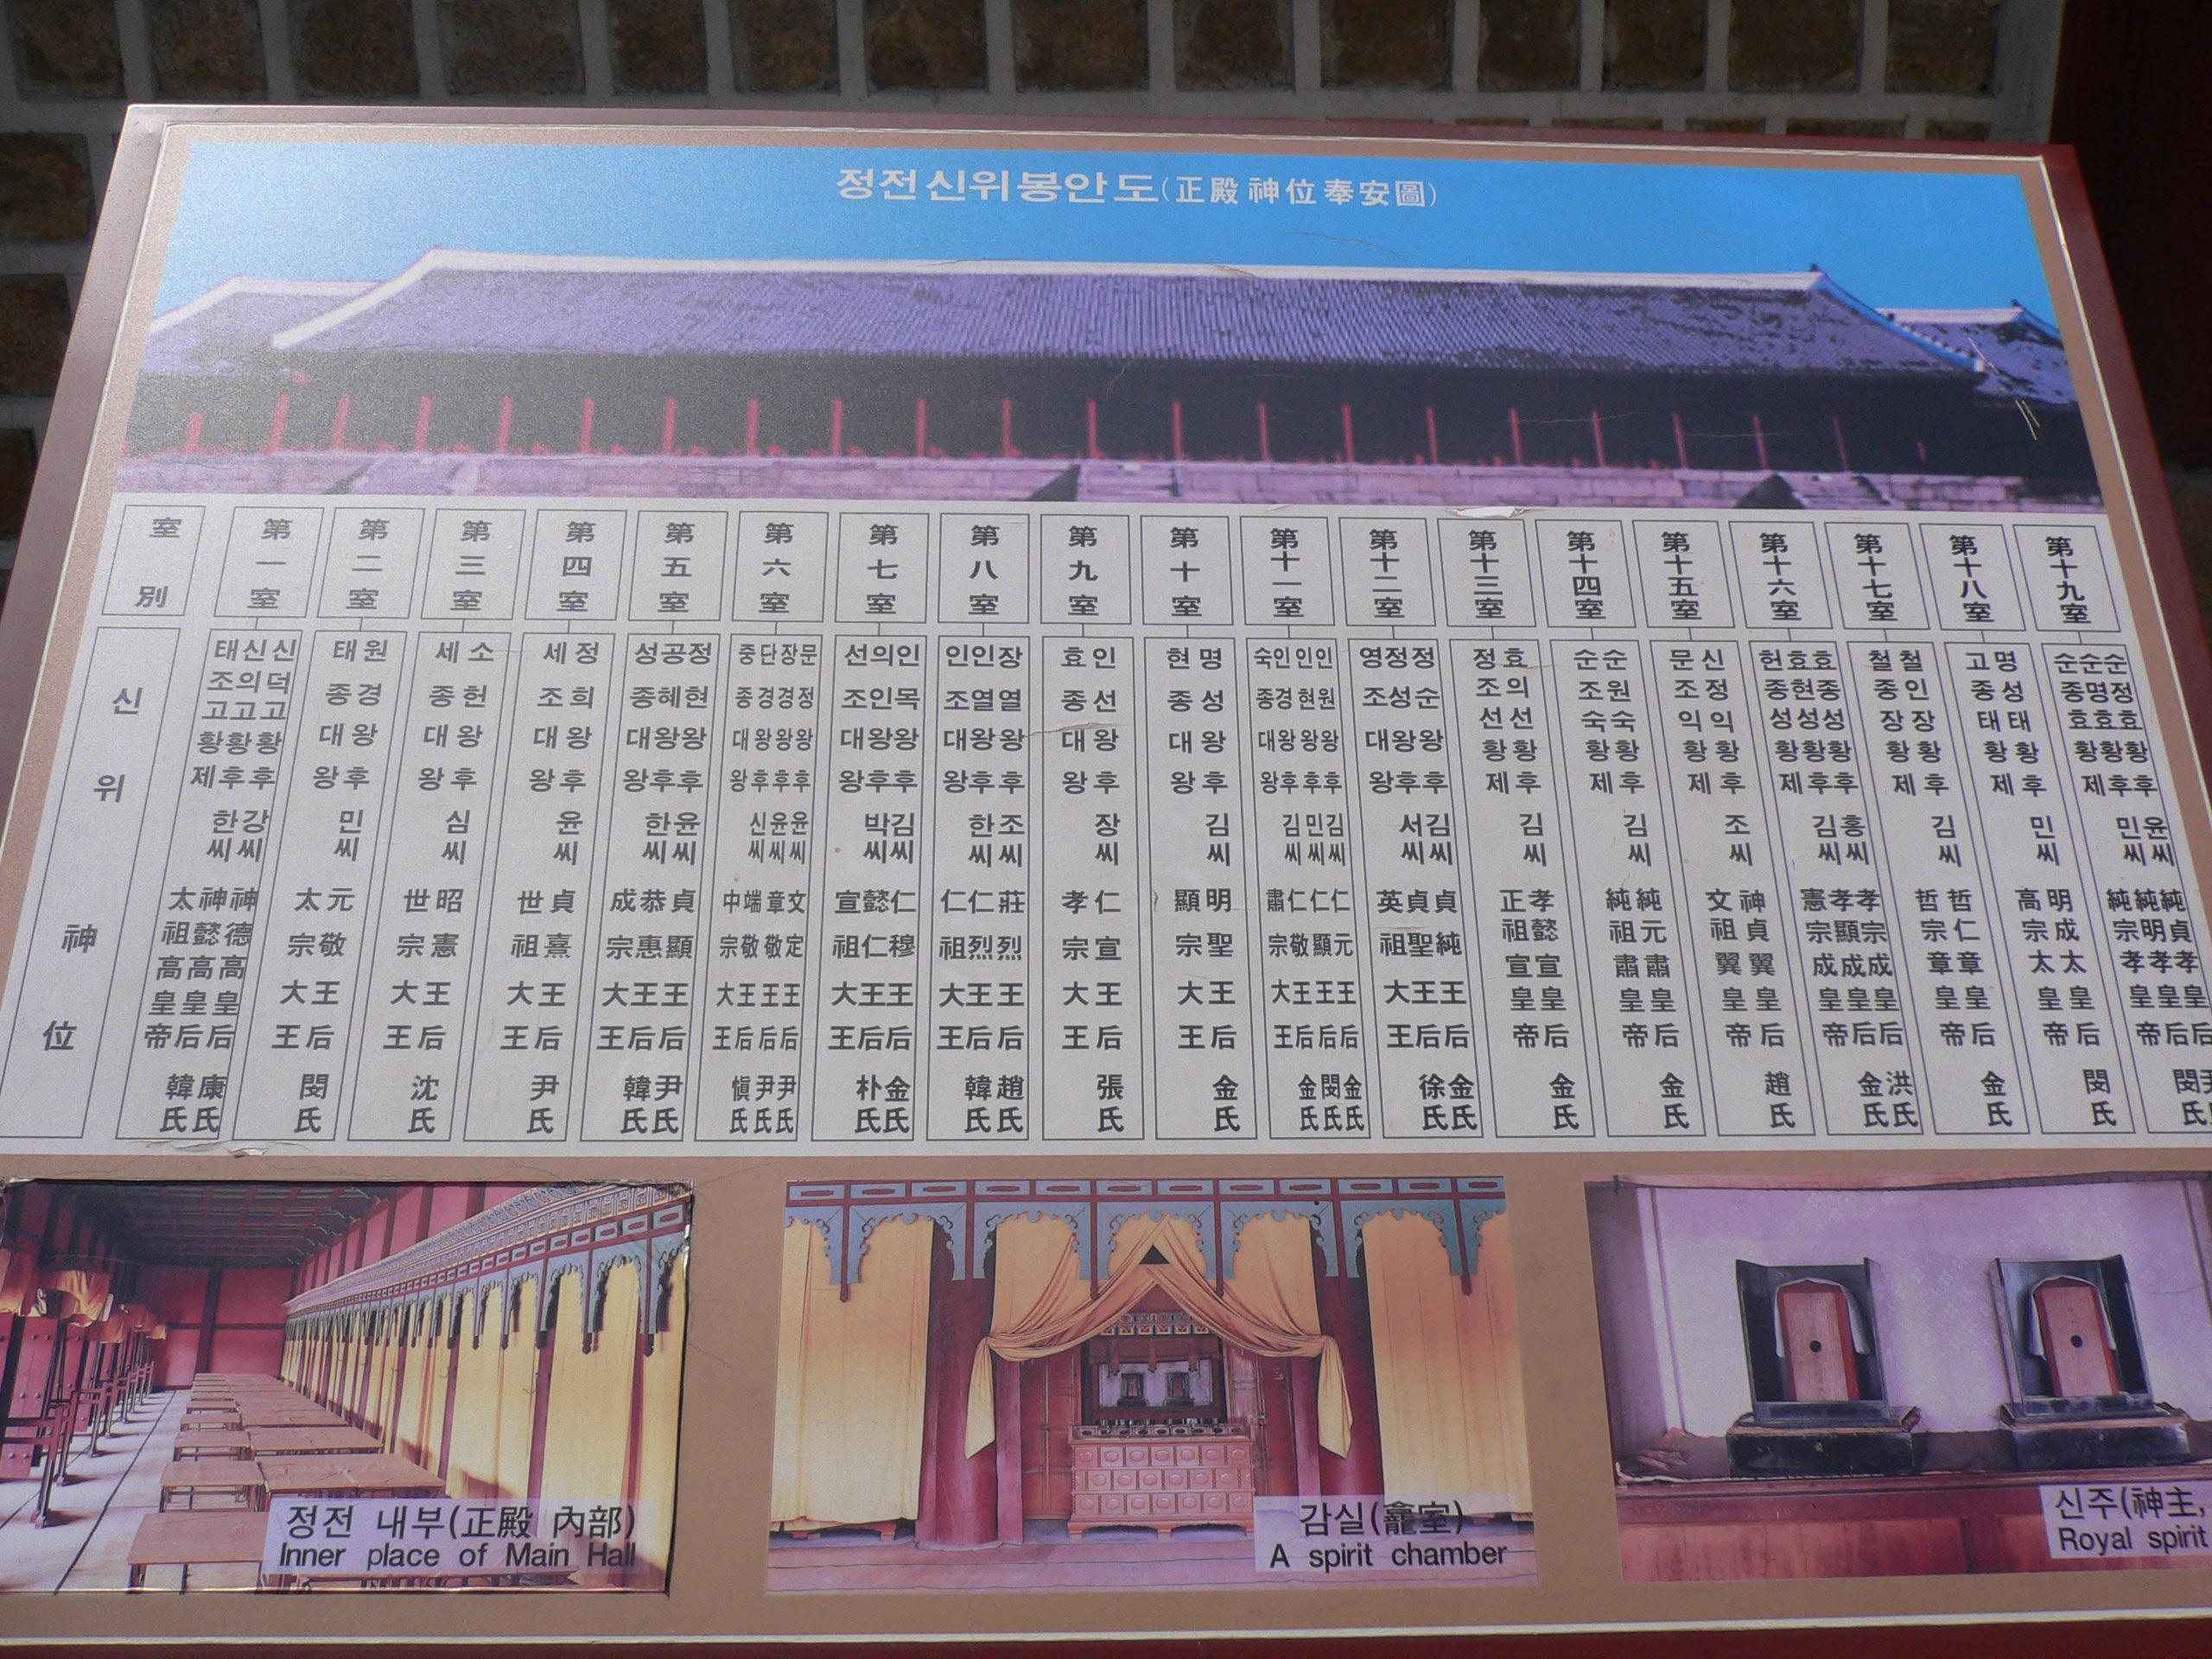 정전신위봉안도(正殿神位奉安圖)
室別
신위
神位
第一室
태조고황제
신의고황후 한씨
신덕고황후 강씨
太祖高皇帝
神懿高皇后 韓氏
神德高皇后 康氏
第二室
태종대왕
원경왕후 민씨
太宗大王
元敬王后 閔氏
第三室
세종대왕
소헌왕후 심씨
世宗大王
昭憲王后 沈氏
第四室
세조대왕
정희왕후 윤씨
世祖大王
貞熹王后 尹氏
第五室
성종대왕
공혜왕후 한씨
정현왕후 윤씨
成宗大王
恭惠王后 韓氏
貞顯王后 尹氏
第六室
중종대왕
단경왕후 신씨
장경왕후 윤씨
문정왕후 윤씨
中宗大王
端敬王后 愼氏
章敬王后 尹氏
文定王后 尹氏
第七室
선조대왕
의인왕후 박씨
인목왕후 김씨
宣祖大王
懿仁王后 朴氏
仁穆王后 金氏
第八室
인조대왕
인열왕후 한씨
장열왕후 조씨
仁祖大王
仁烈王后 韓氏
莊烈王后 趙氏
第九室
효종대왕
인선왕후 장씨
孝宗大王
仁宣王后 張氏
第十室
현종대왕
명성왕후 김씨
顯宗大王
明聖王后 金氏
第十一室
숙종대왕
인경왕후 김씨
인현왕후 민씨
인원왕후 김씨
肅宗大王
仁敬王后 金氏
仁顯王后 閔氏
仁元王后 金氏
第十二室
영조대왕
정성왕후 서씨
정순왕후 김씨
英祖大王
貞聖王后 徐氏
貞純王后 金氏
第十三室
정조선황제
효의선황후 김씨
正祖宣皇帝
孝懿宣皇后 金氏
第十四室
순조숙황제
순원숙황후 김씨
純祖肅皇帝
純元肅皇后 金氏
第十五室
문조익황제
신정익황후 조씨
文祖翼皇帝
神貞翼皇后 趙氏
第十六室
헌종성황제
효현성황후 김씨
효종성황후 홍씨
憲宗成皇帝
孝顯成皇后 金氏
孝宗成皇后 洪氏
第十七室
철종장황제
철인장황후 김씨
哲宗章皇帝
哲仁章皇后 金氏
第十八室
고종태황제
명성태황후 민씨
高宗太皇帝
明成太皇后 閔氏
第十九室
순종효황제
순명효황후 민씨
순정효황후 윤씨
純宗孝皇帝
純明孝皇后 閔氏
純貞孝皇后
정전 내부(正殿 內部)
Inner place of Main Hall
감실(龕室)
A spirit chamber
신주(神主,
Royal spirit